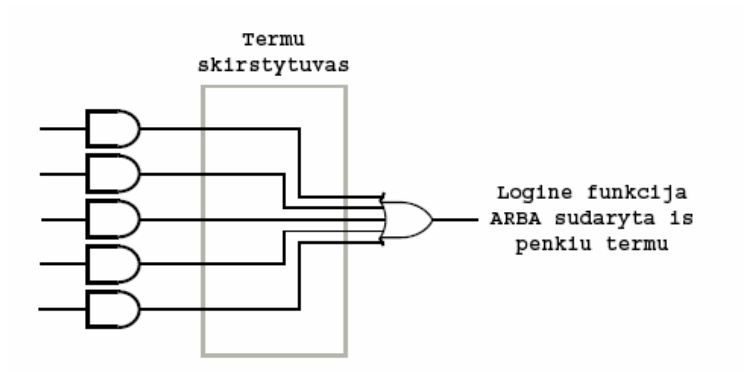 Termu
skirstytuvas
Logine funkcija
ARBA sudaryta is
penkiu termu